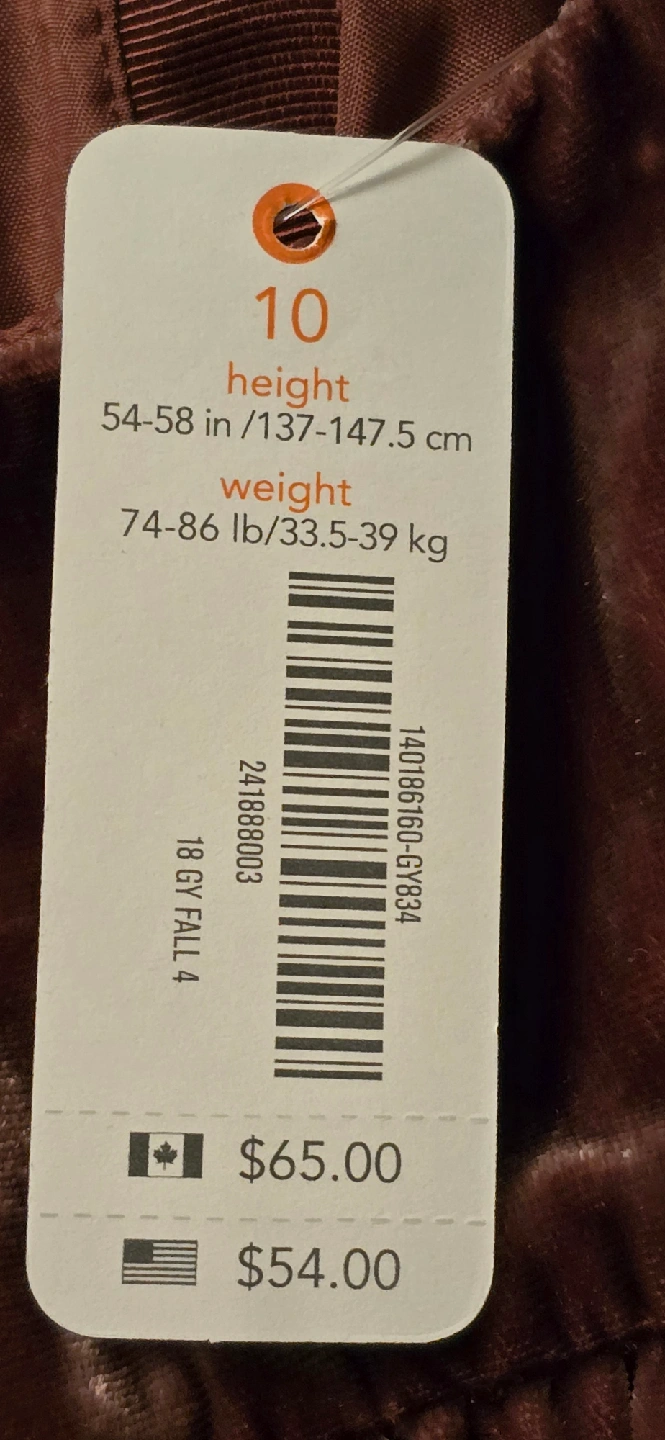 10
height
54-58 in /137-147.5 cm
weight
74-86 lb/33.5-39 kg
140186160-GY834
241888003
18 GY FALL 4
$65.00
$54.00